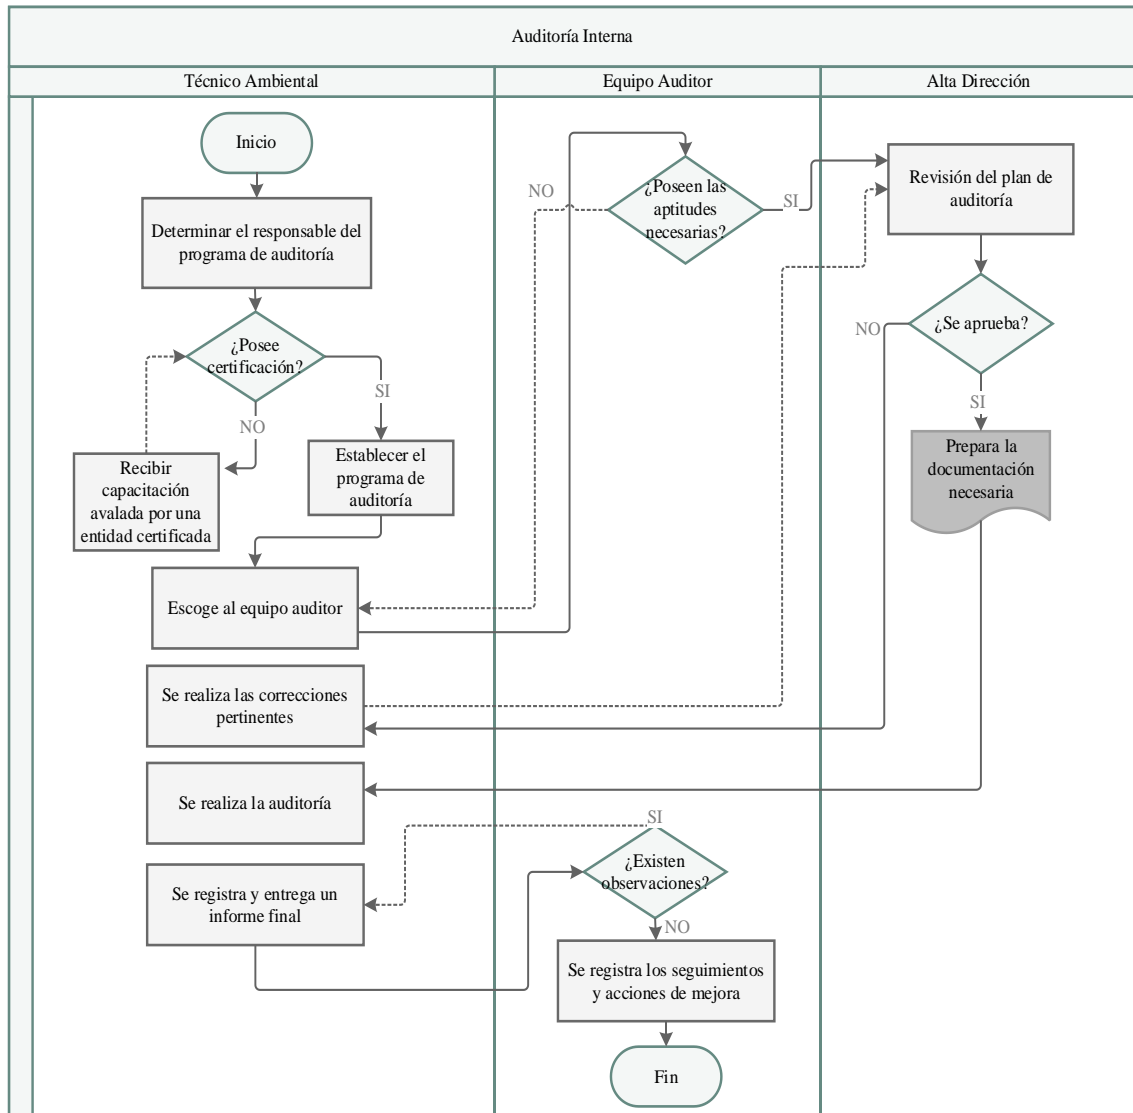 Auditoría Interna
Técnico Ambiental
Equipo Auditor
Alta Dirección
Inicio
Determinar el responsable del
programa de auditoría
¿Posee
certificación?
SI
NO
Recibir
capacitación
avalada por una
entidad certificada
Establecer el
programa de
auditoría
Escoge al equipo auditor
¿Poseen las
aptitudes
necesarias?
NO
SI
Revisión del plan de
auditoría
¿Se aprueba?
NO
SI
Prepara la
documentación
necesaria
Se realiza las correcciones
pertinentes
Se realiza la auditoría
Se registra y entrega un
informe final
SI
¿Existen
observaciones?
NO
Se registra los seguimientos
y acciones de mejora
Fin